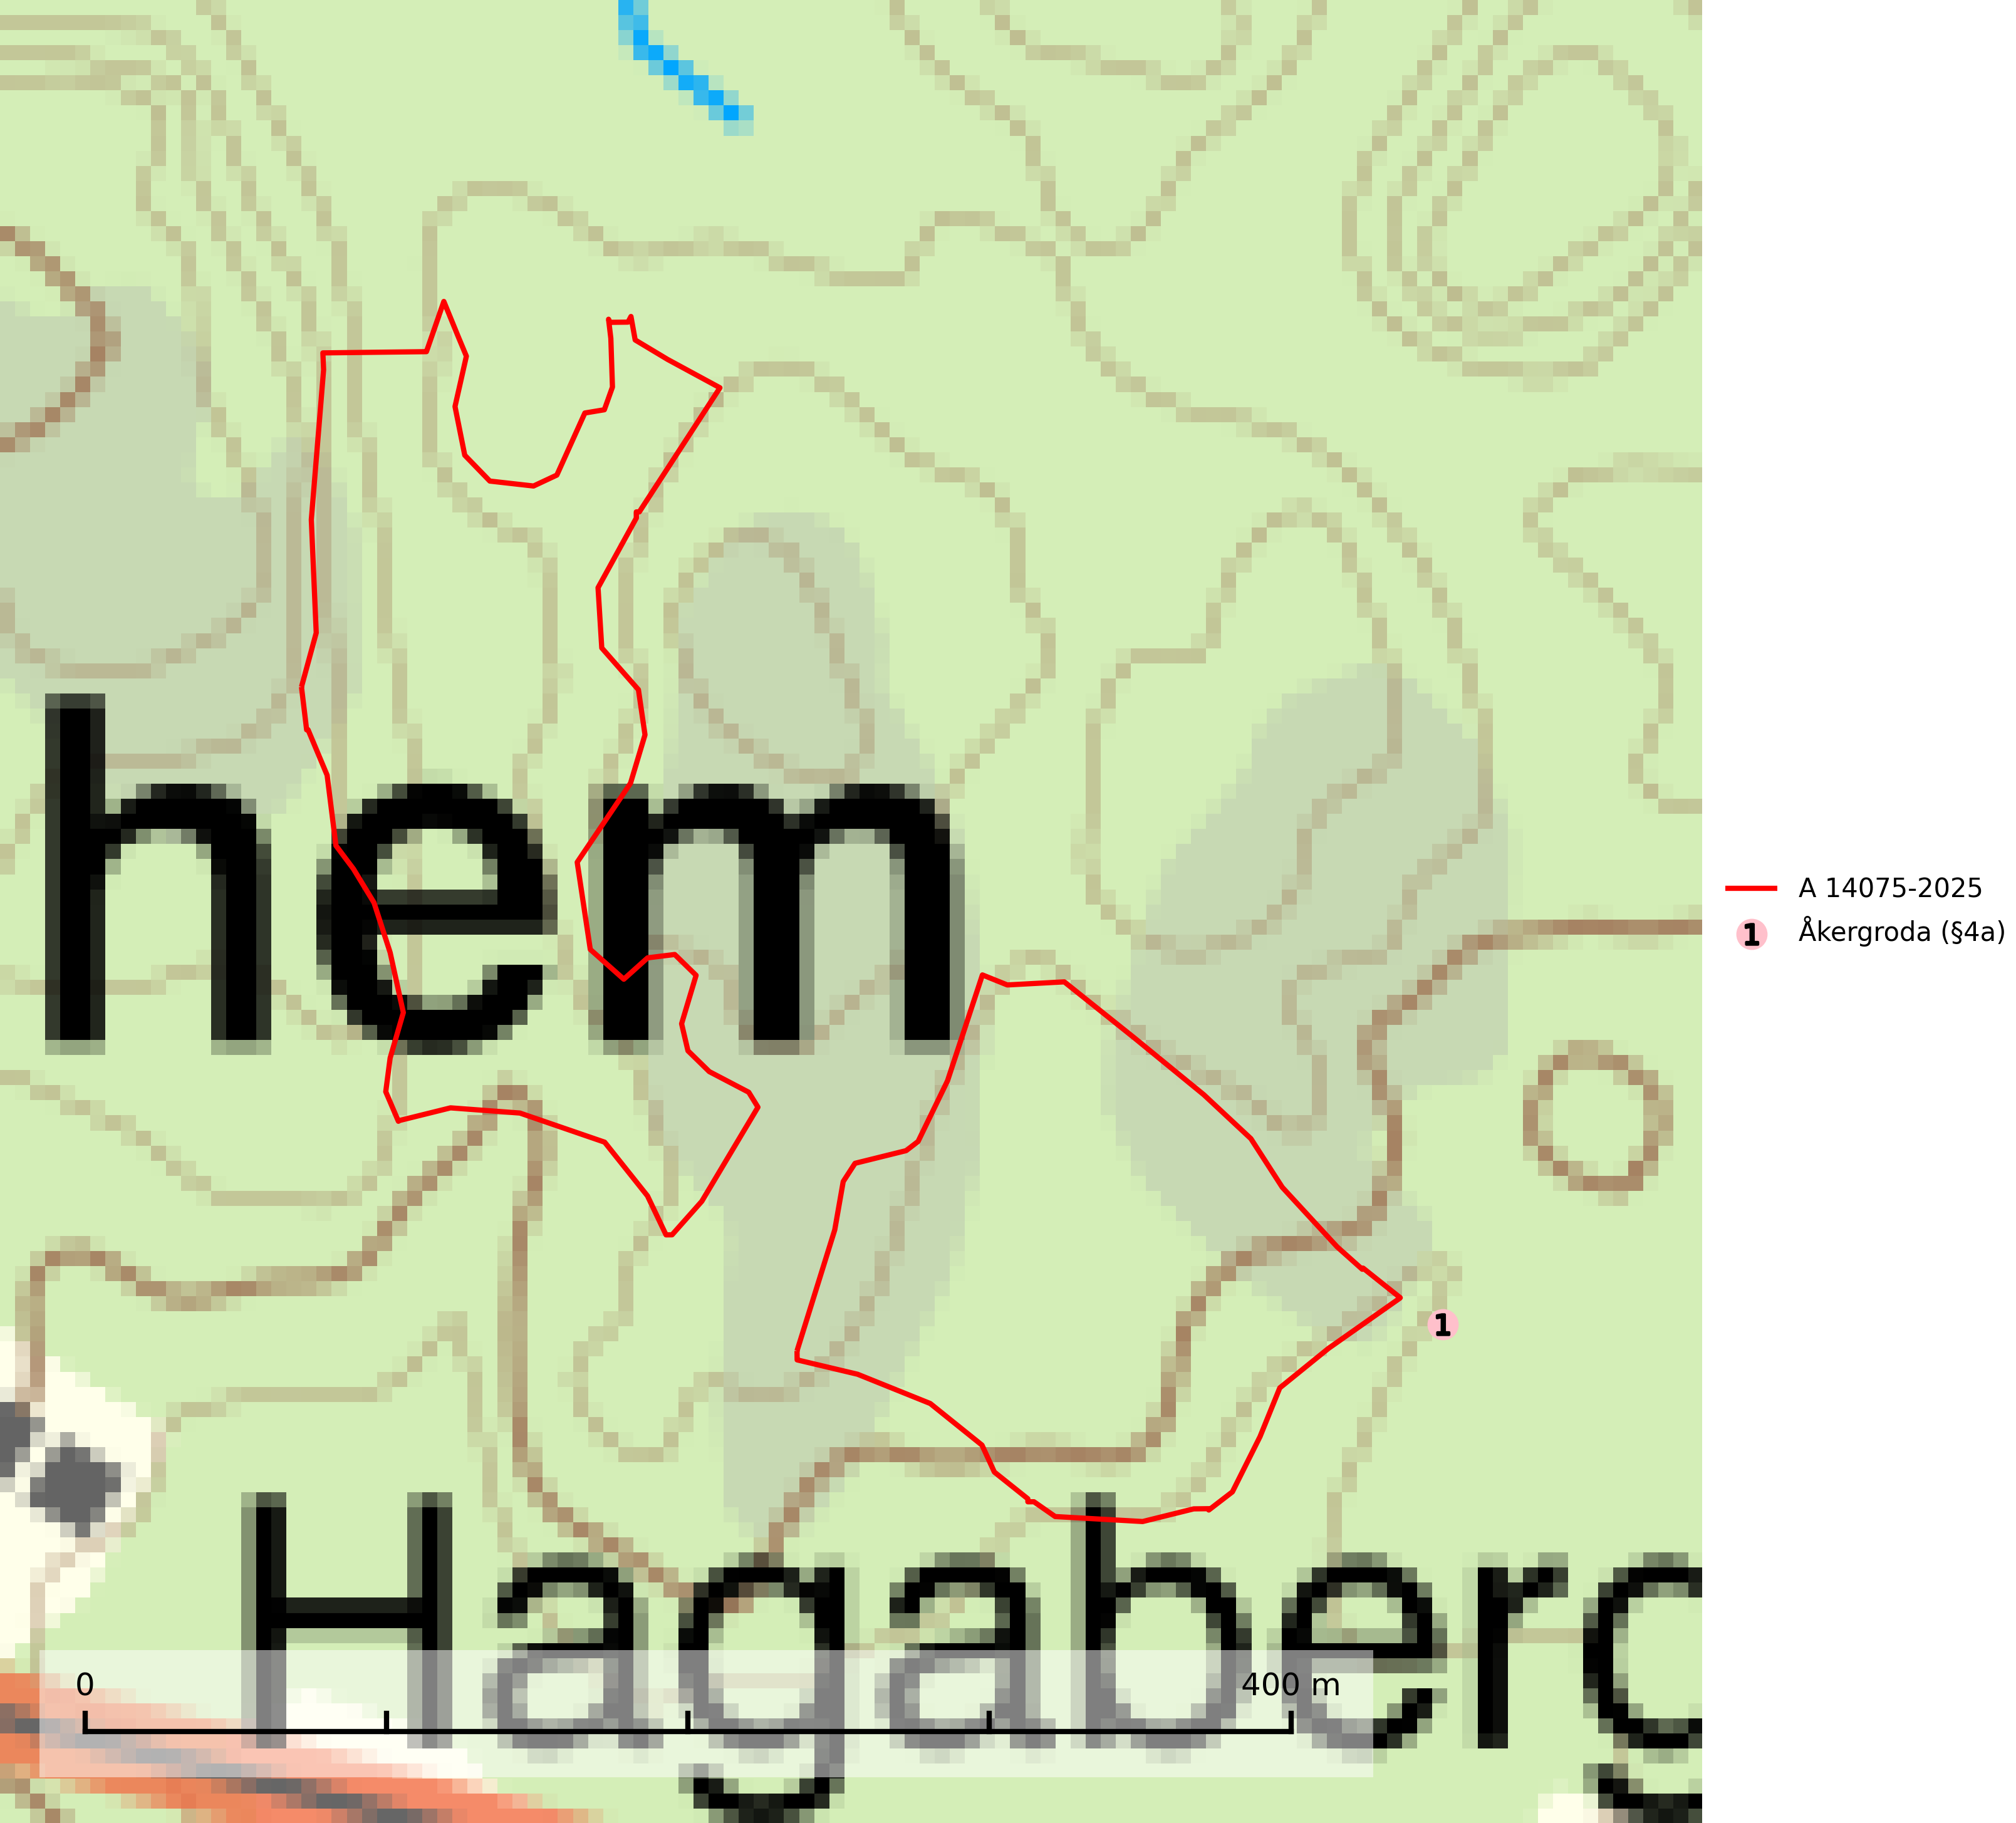 hem
A 14075-2025
1 Åkergroda (§4a)
1
Hagaberg
0 400 m